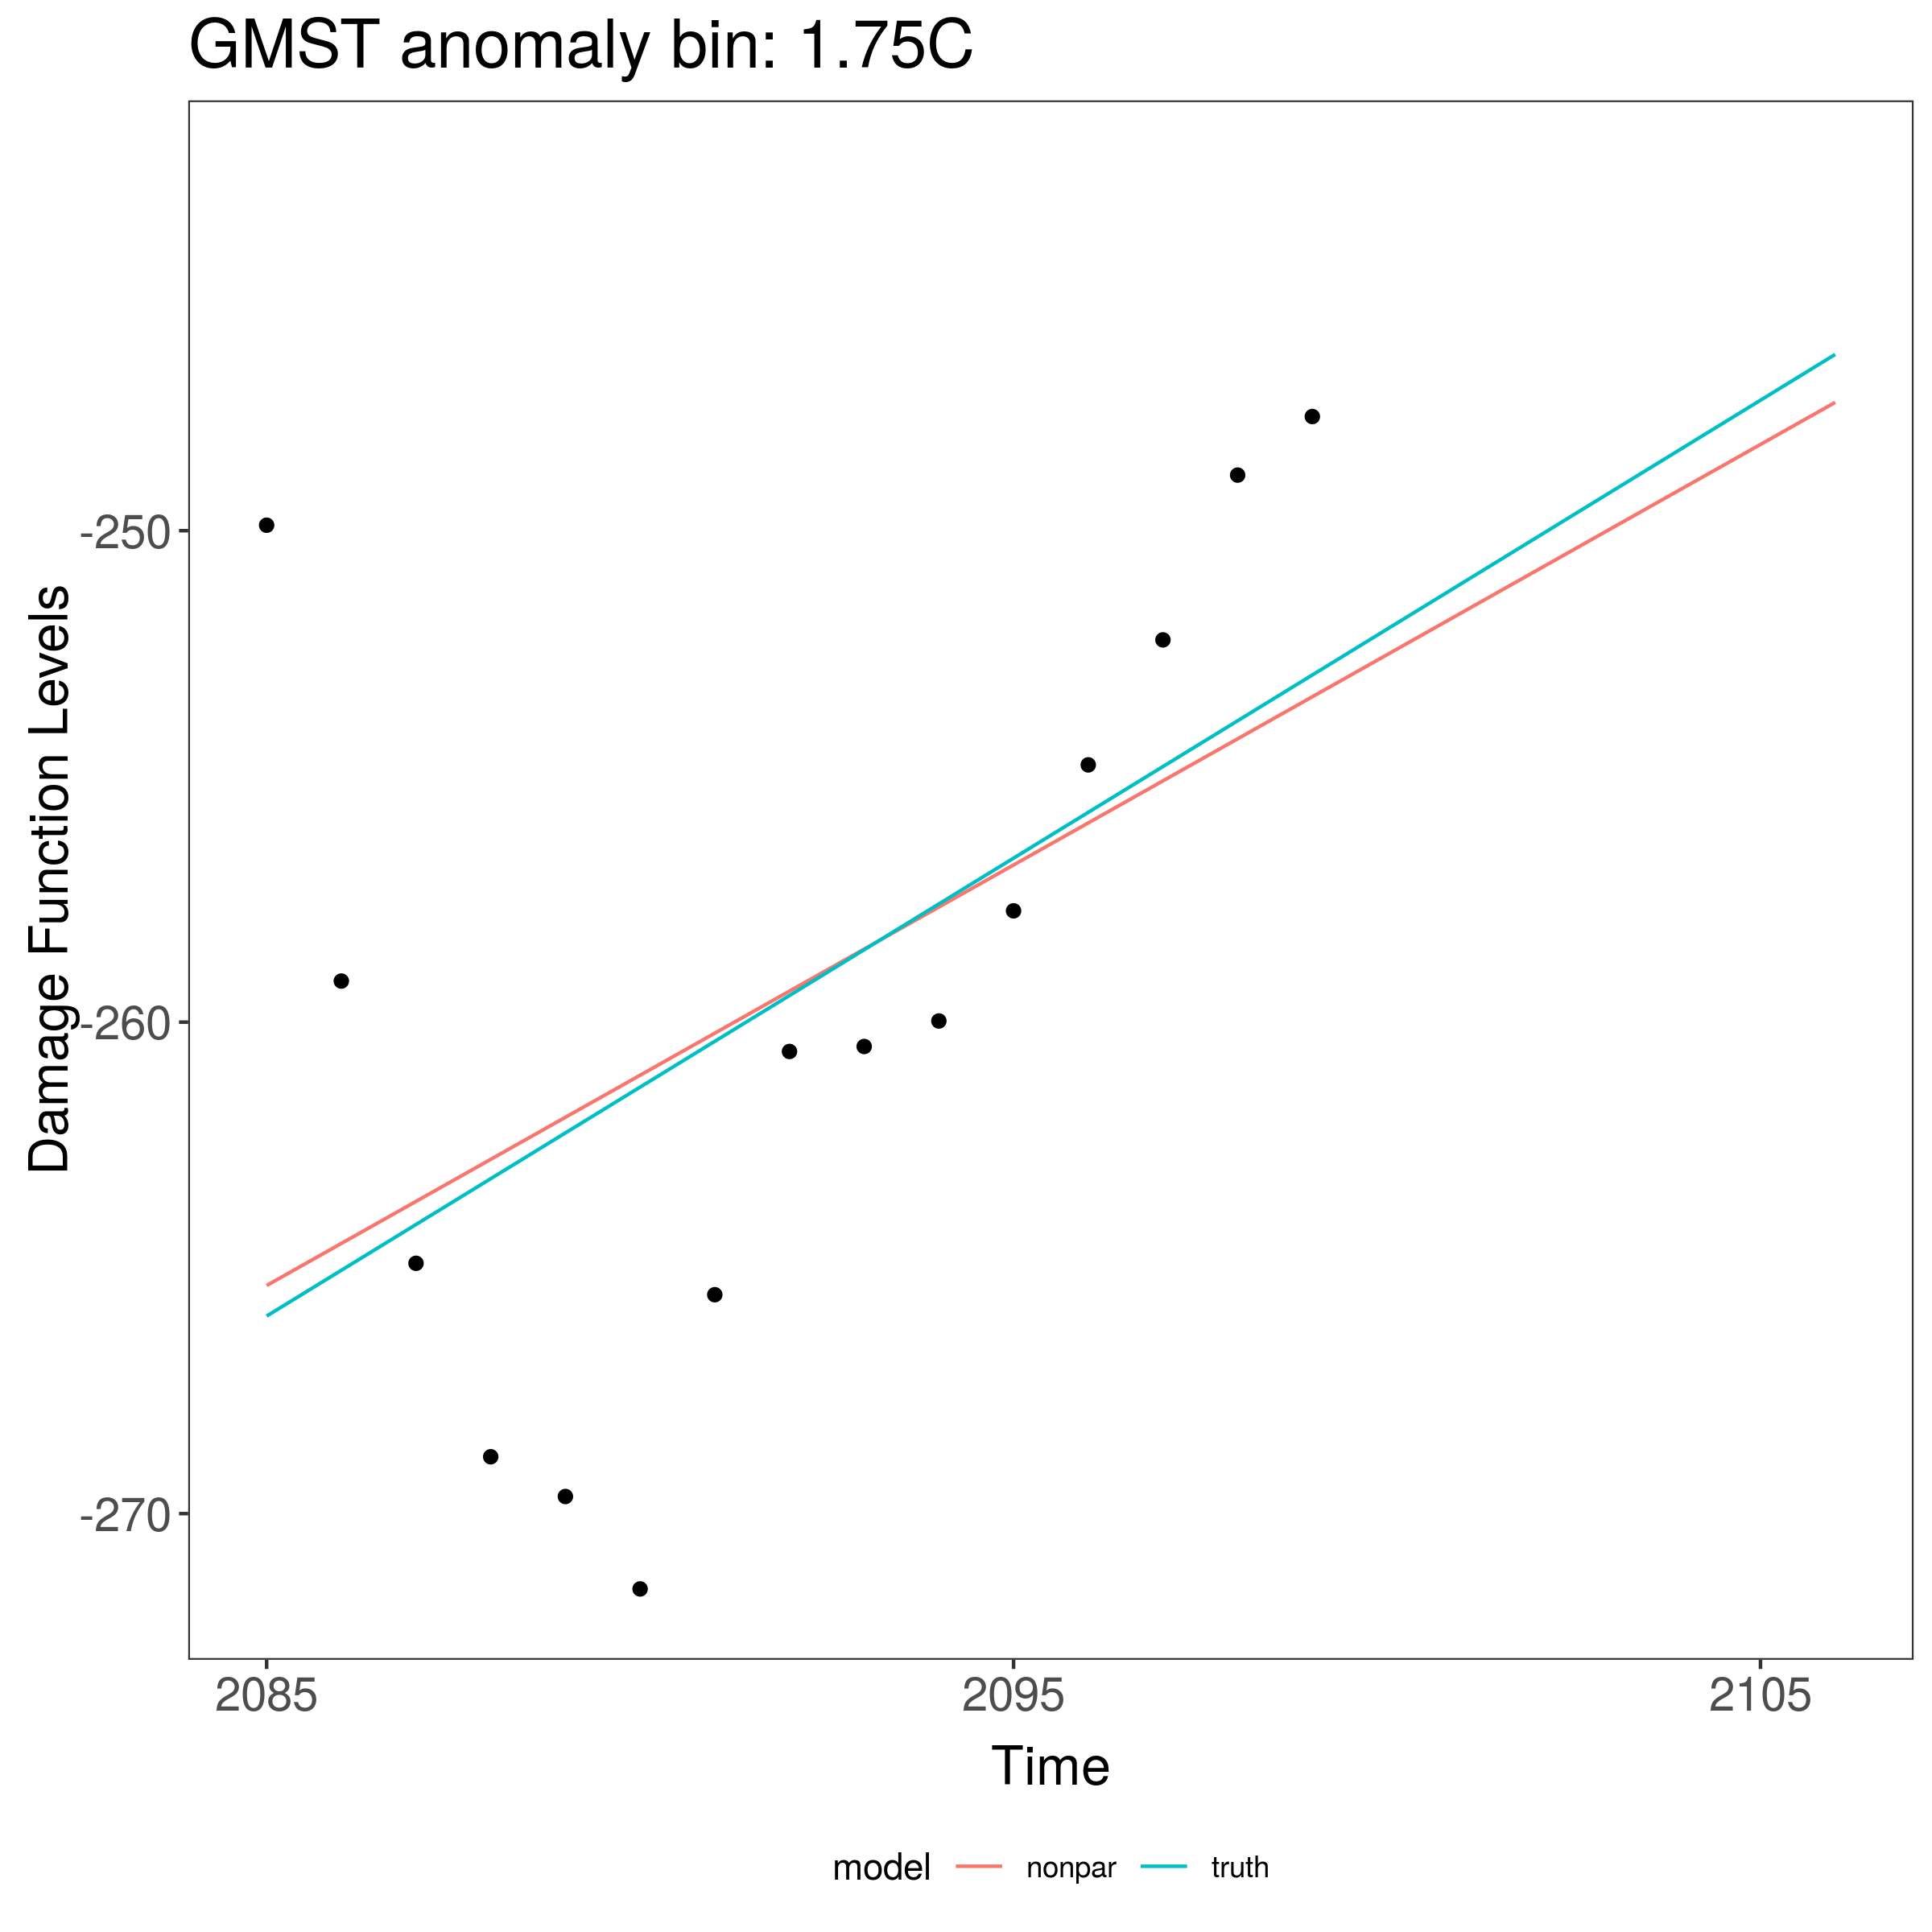 GMST anomaly bin: 1.75C
Damage Function Levels
-250
-260
-270
2085 2095 2105
Time
model nonpar truth